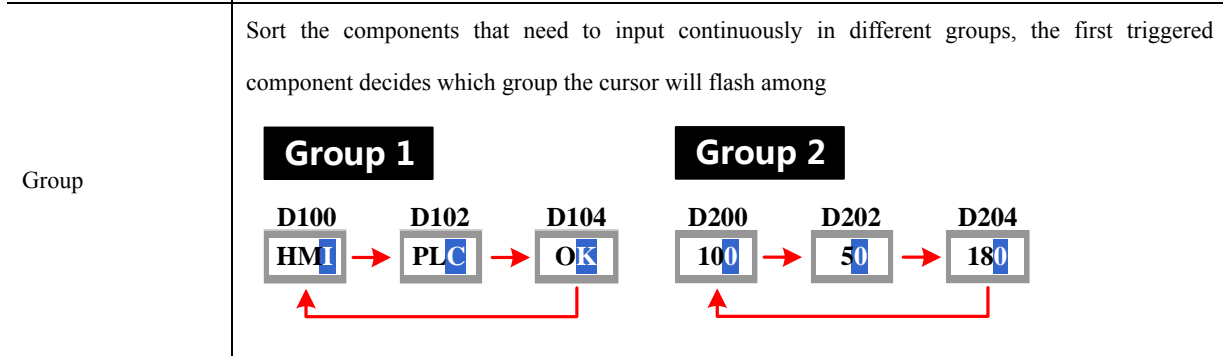 Sort the components that need to input continuously in different groups, the first triggered
component decides which group the cursor will flash among
Group
Group 1
Group 2
D100 D102 D104
HMI PLC OK
D200 D202 D204
100 50 180